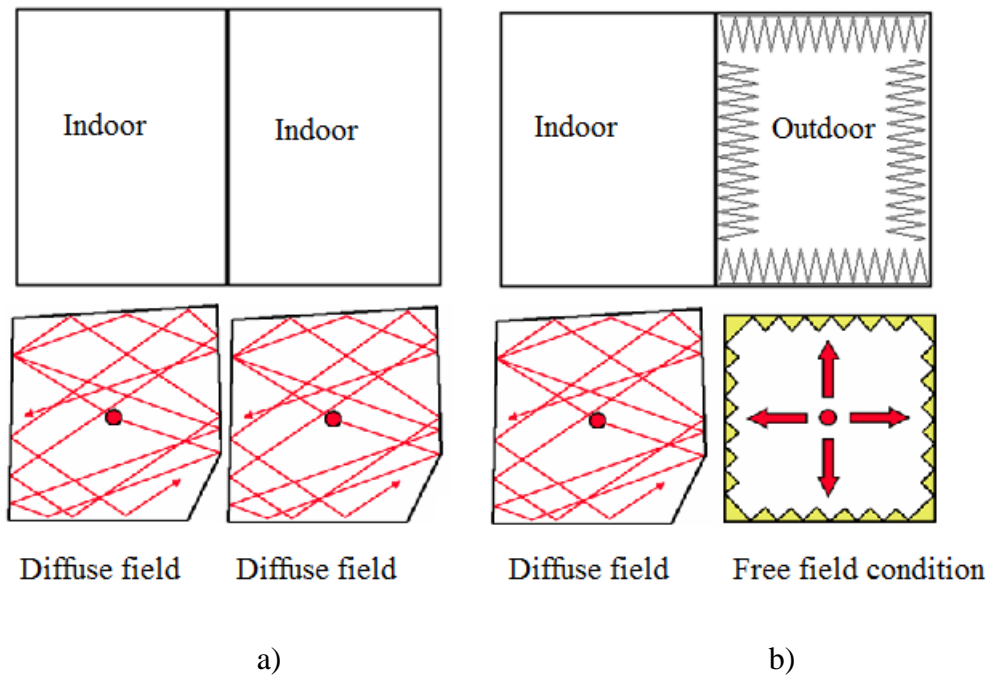 Indoor
Indoor
Indoor
Outdoor
Diffuse field
Diffuse field
Diffuse field
Free field condition
a)
b)